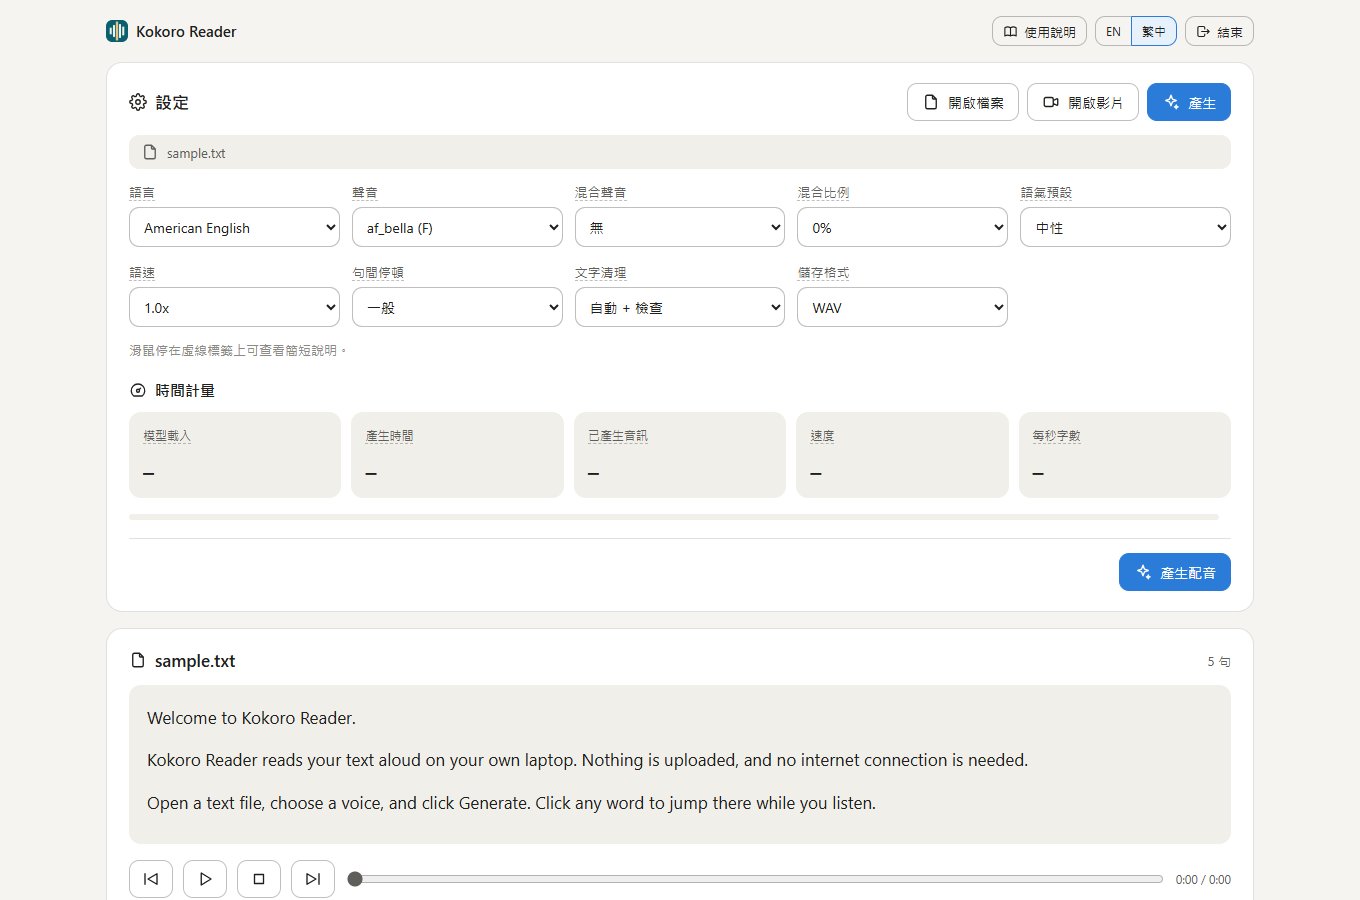 Kokoro Reader
使用說明
EN 繁中
結束
設定
開啟檔案
開啟影片
產生
sample.txt
語言 聲音 混合聲音 混合比例 語氣預設
American English af_bella (F) 無 0% 中性
語速 句間停頓 文字清理 儲存格式
1.0x 一般 自動 + 檢查 WAV
滑鼠停在虛線標籤上可查看簡短說明。
時間計量
模型載入 產生時間 已產生音訊 速度 每秒字數
– – – – –
產生配音
sample.txt
5 句
Welcome to Kokoro Reader.
Kokoro Reader reads your text aloud on your own laptop. Nothing is uploaded, and no internet connection is needed.
Open a text file, choose a voice, and click Generate. Click any word to jump there while you listen.
0:00 / 0:00